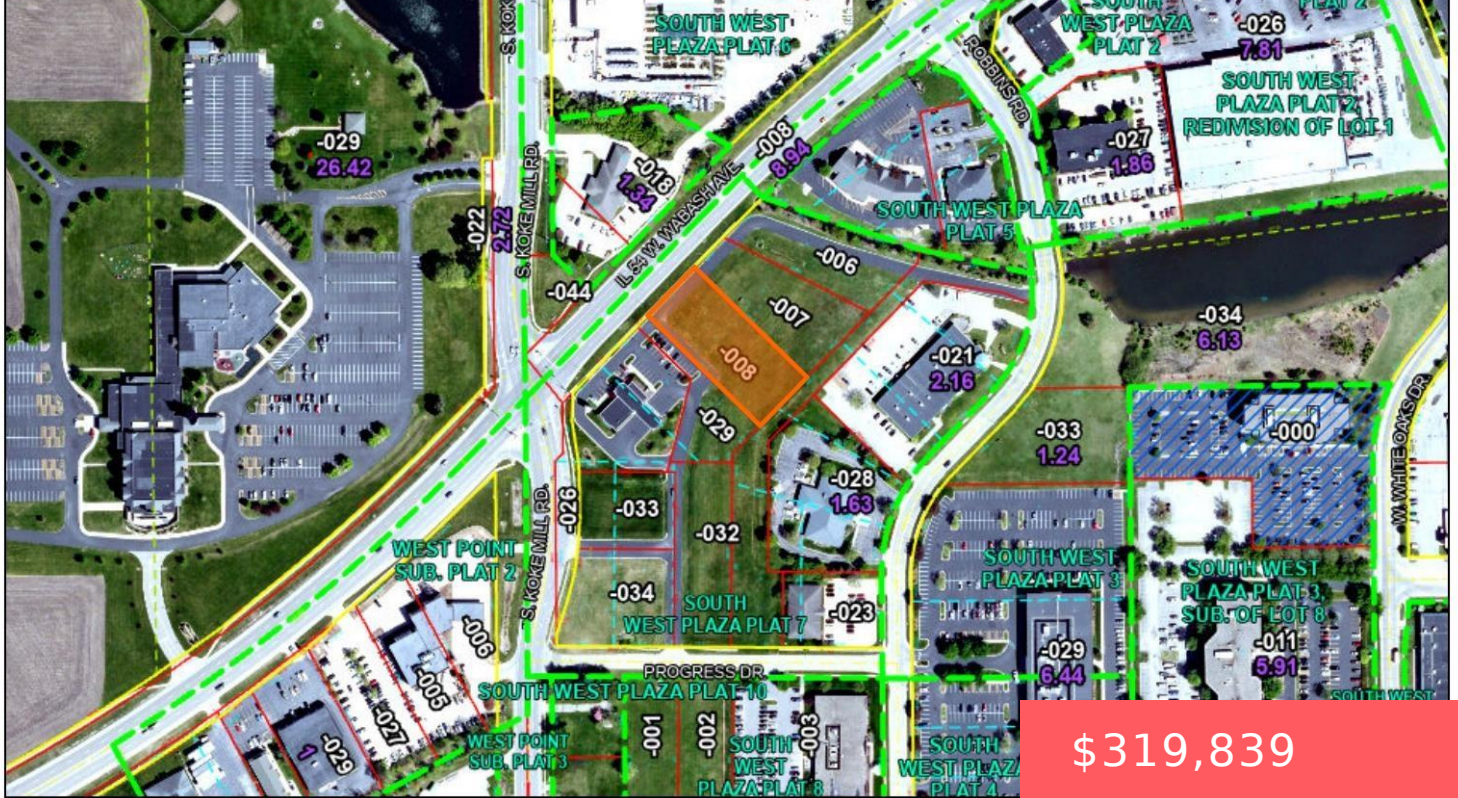 SOUTH WEST
PLAZA PLAT 6
SOUTH
WEST PLAZA
PLAT 2
PLAT 2
-026
7.81
S. KOK
ROBBINS RD
SOUTH WEST
PLAZA PLAT 2,
REDIVISION OF LOT 1
-029
26.42
-008
8.94
-027
1.86
-018
1.34
-022
2.72
S. KOKE MILL RD.
IL 54 W. WABASH AVE
SOUTH WEST PLAZA
PLAT 5
-006
-044
-007
-034
6.13
-008
-021
2.16
-029
-033
1.24
-000
W. WHITE OAKS DR.
-028
1.63
-026
-033
-032
S. KOKE MILL RD.
WEST POINT
SUB. PLAT 2
SOUTH WEST
PLAZA PLAT 3
SOUTH WEST
PLAZA PLAT 3,
SUB. OF LOT 8
-034
SOUTH
WEST PLAZA PLAT 7
-023
-006
-029
6.44
-011
5.91
PROGRESS DR.
-005
SOUTH WEST PLAZA PLAT 10
SOUTH WEST
-027
-001
-002
-003
WEST POINT
SUB. PLAT 3
1
-029
SOUTH
WEST
PLAZA PLAT 8
SOUTH
WEST PLAZA
PLAT 4
$319,839